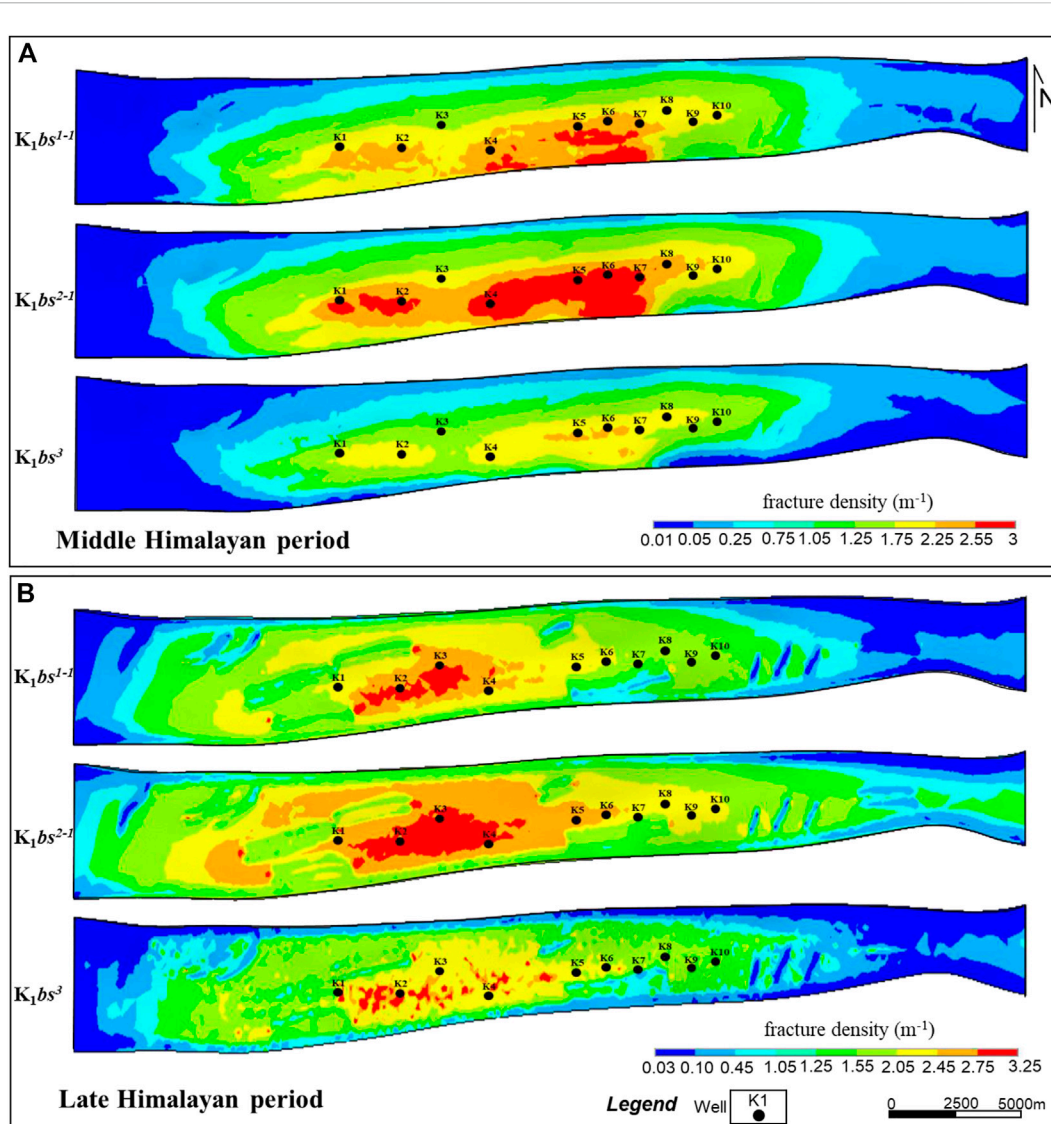 A
N
K₁bs¹⁻¹
K1 K2 K3 K4 K5 K6 K7 K8 K9 K10
K₁bs²⁻¹
K1 K2 K3 K4 K5 K6 K7 K8 K9 K10
K₁bs³
K1 K2 K3 K4 K5 K6 K7 K8 K9 K10
fracture density (m⁻¹)
0.01 0.05 0.25 0.75 1.05 1.25 1.75 2.25 2.55 3
Middle Himalayan period
B
K₁bs¹⁻¹
K1 K2 K3 K4 K5 K6 K7 K8 K9 K10
K₁bs²⁻¹
K1 K2 K3 K4 K5 K6 K7 K8 K9 K10
K₁bs³
K1 K2 K3 K4 K5 K6 K7 K8 K9 K10
fracture density (m⁻¹)
0.03 0.10 0.45 1.05 1.25 1.65 2.05 2.45 2.75 3.25
Late Himalayan period
Legend Well K1
0 2500 5000m